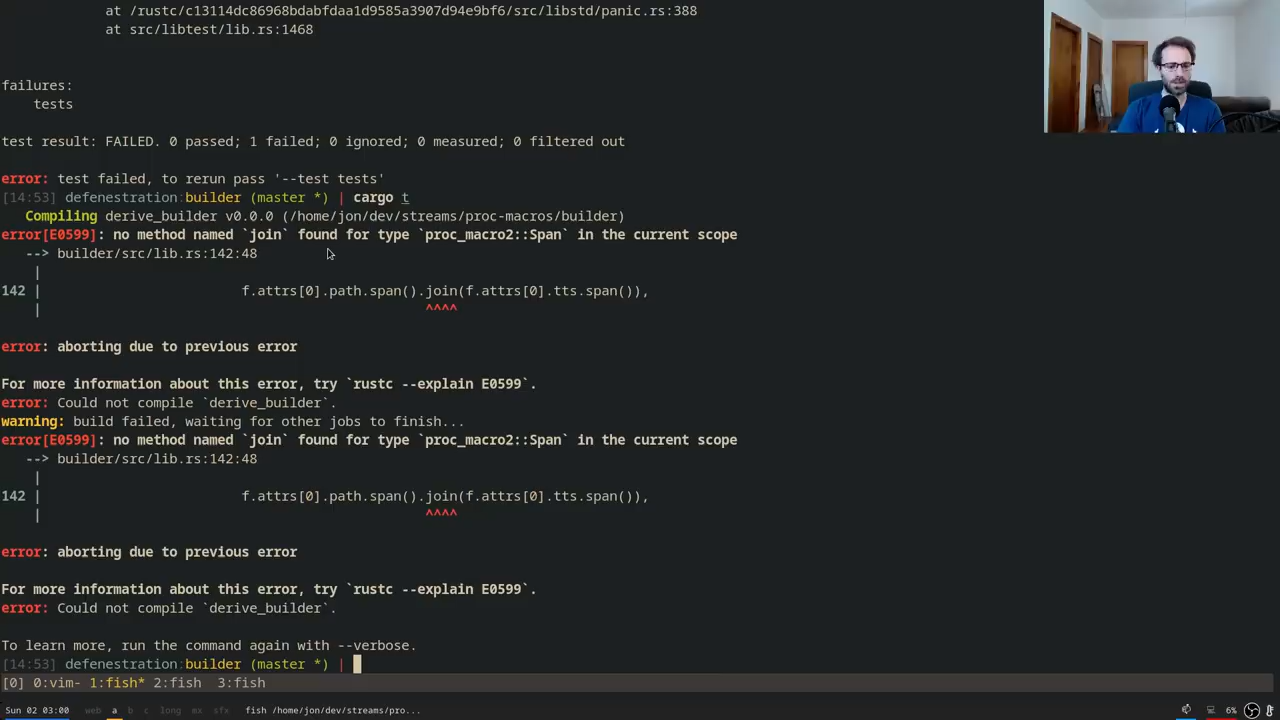 at /rustc/c13114dc86968bdabfdaa1d9585a3907d94e9bf6/src/libstd/panic.rs:388
at src/libtest/lib.rs:1468
failures:
tests
test result: FAILED. 0 passed; 1 failed; 0 ignored; 0 measured; 0 filtered out
error: test failed, to rerun pass '--test tests'
[14:53] defenestration:builder (master *) | cargo t
Compiling derive_builder v0.0.0 (/home/jon/dev/streams/proc-macros/builder)
error[E0599]: no method named `join` found for type `proc_macro2::Span` in the current scope
--> builder/src/lib.rs:142:48
|
142 | f.attrs[0].path.span().join(f.attrs[0].tts.span()),
| ^^^^
error: aborting due to previous error
For more information about this error, try `rustc --explain E0599`.
error: Could not compile `derive_builder`.
warning: build failed, waiting for other jobs to finish...
error[E0599]: no method named `join` found for type `proc_macro2::Span` in the current scope
--> builder/src/lib.rs:142:48
|
142 | f.attrs[0].path.span().join(f.attrs[0].tts.span()),
| ^^^^
error: aborting due to previous error
For more information about this error, try `rustc --explain E0599`.
error: Could not compile `derive_builder`.
To learn more, run the command again with --verbose.
[14:53] defenestration:builder (master *) |
[0] 0:vim- 1:fish* 2:fish 3:fish
Sun 02 03:00 web a b c long mx sfx fish /home/jon/dev/streams/pro... 6%